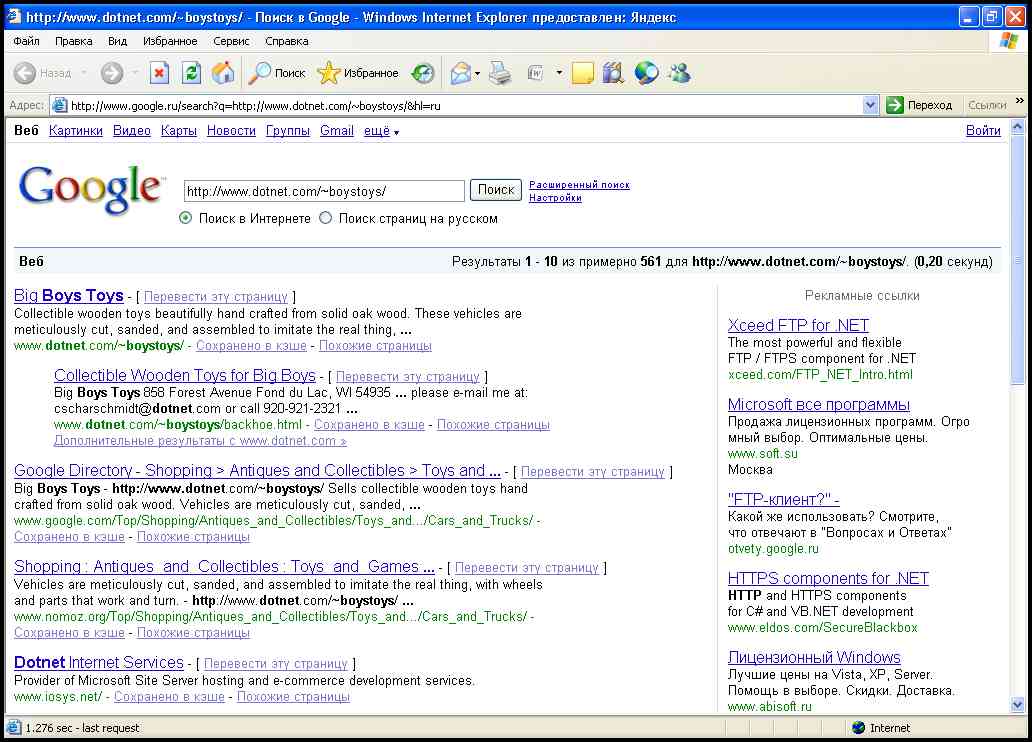 http://www.dotnet.com/~boystoys/ - Поиск в Google - Windows Internet Explorer предоставлен: Яндекс
Файл Правка Вид Избранное Сервис Справка
Назад Поиск Избранное
Адрес: http://www.google.ru/search?q=http://www.dotnet.com/~boystoys/&hl=ru Переход Ссылки »
Веб Картинки Видео Карты Новости Группы Gmail ещё Войти
Google™ http://www.dotnet.com/~boystoys/ Поиск Расширенный поиск
Настройки
Поиск в Интернете Поиск страниц на русском
Веб Результаты 1 - 10 из примерно 561 для http://www.dotnet.com/~boystoys/. (0,20 секунд)
Big Boys Toys - [ Перевести эту страницу ]
Collectible wooden toys beautifully hand crafted from solid oak wood. These vehicles are
meticulously cut, sanded, and assembled to imitate the real thing, ...
www.dotnet.com/~boystoys/ - Сохранено в кэше - Похожие страницы
Collectible Wooden Toys for Big Boys - [ Перевести эту страницу ]
Big Boys Toys 858 Forest Avenue Fond du Lac, WI 54935 ... please e-mail me at:
cscharschmidt@dotnet.com or call 920-921-2321 ...
www.dotnet.com/~boystoys/backhoe.html - Сохранено в кэше - Похожие страницы
Дополнительные результаты с www.dotnet.com »
Google Directory - Shopping > Antiques and Collectibles > Toys and ... - [ Перевести эту страницу ]
Big Boys Toys - http://www.dotnet.com/~boystoys/ Sells collectible wooden toys hand
crafted from solid oak wood. Vehicles are meticulously cut, sanded, ...
www.google.com/Top/Shopping/Antiques_and_Collectibles/Toys_and.../Cars_and_Trucks/ -
Сохранено в кэше - Похожие страницы
Shopping : Antiques_and_Collectibles : Toys_and_Games ... - [ Перевести эту страницу ]
Vehicles are meticulously cut, sanded, and assembled to imitate the real thing, with wheels
and parts that work and turn. - http://www.dotnet.com/~boystoys/ ...
www.nomoz.org/Top/Shopping/Antiques_and_Collectibles/Toys_and.../Cars_and_Trucks/ -
Сохранено в кэше - Похожие страницы
Dotnet Internet Services - [ Перевести эту страницу ]
Provider of Microsoft Site Server hosting and e-commerce development services.
www.iosys.net/ - Сохранено в кэше - Похожие страницы
Рекламные ссылки
Xceed FTP for .NET
The most powerful and flexible
FTP / FTPS component for .NET
xceed.com/FTP_NET_Intro.html
Microsoft все программы
Продажа лицензионных программ. Огро
мный выбор. Оптимальные цены.
www.soft.su
Москва
"FTP-клиент?" -
Какой же использовать? Смотрите,
что отвечают в "Вопросах и Ответах"
otvety.google.ru
HTTPS components for .NET
HTTP and HTTPS components
for C# and VB.NET development
www.eldos.com/SecureBlackbox
Лицензионный Windows
Лучшие цены на Vista, XP, Server.
Помощь в выборе. Скидки. Доставка.
www.abisoft.ru
1.276 sec - last request Internet